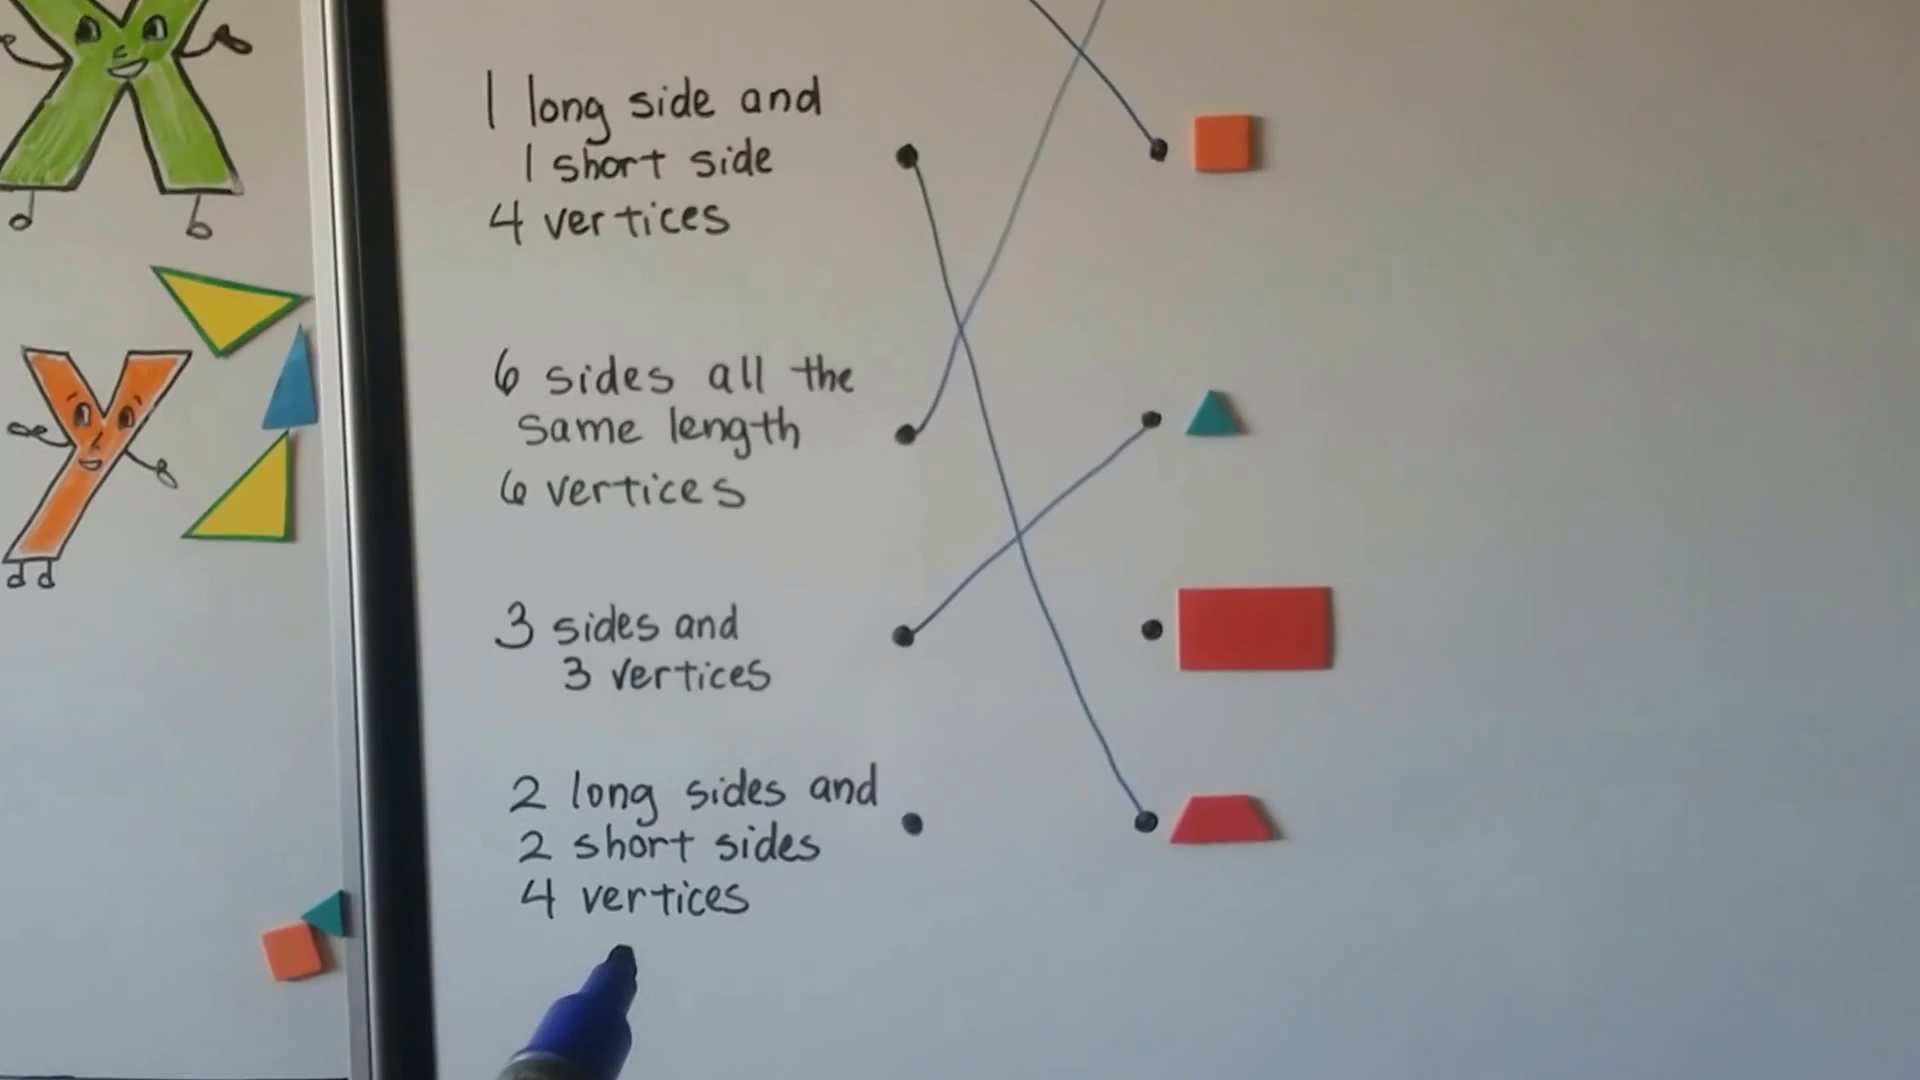 1 long side and
1 short side
4 vertices
6 sides all the
same length
6 vertices
3 sides and
3 vertices
2 long sides and
2 short sides
4 vertices
X
Y